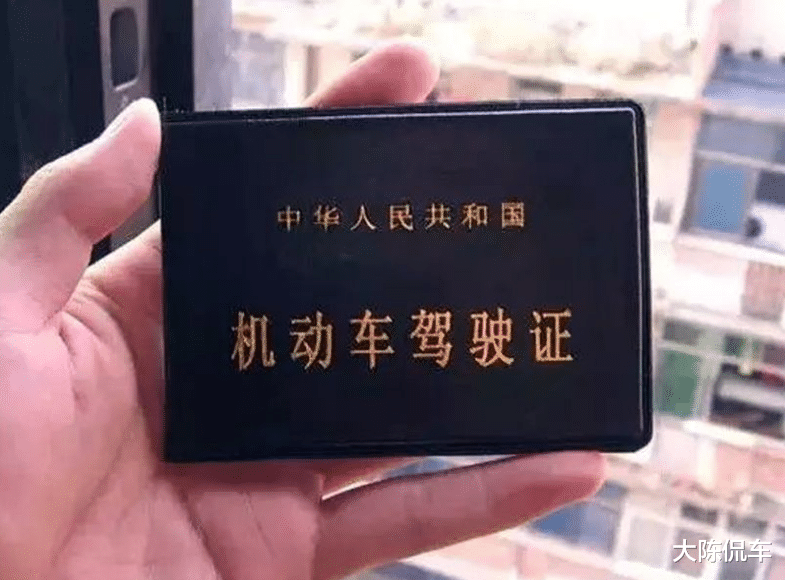 中华人民共和国
机动车驾驶证
大陈侃车